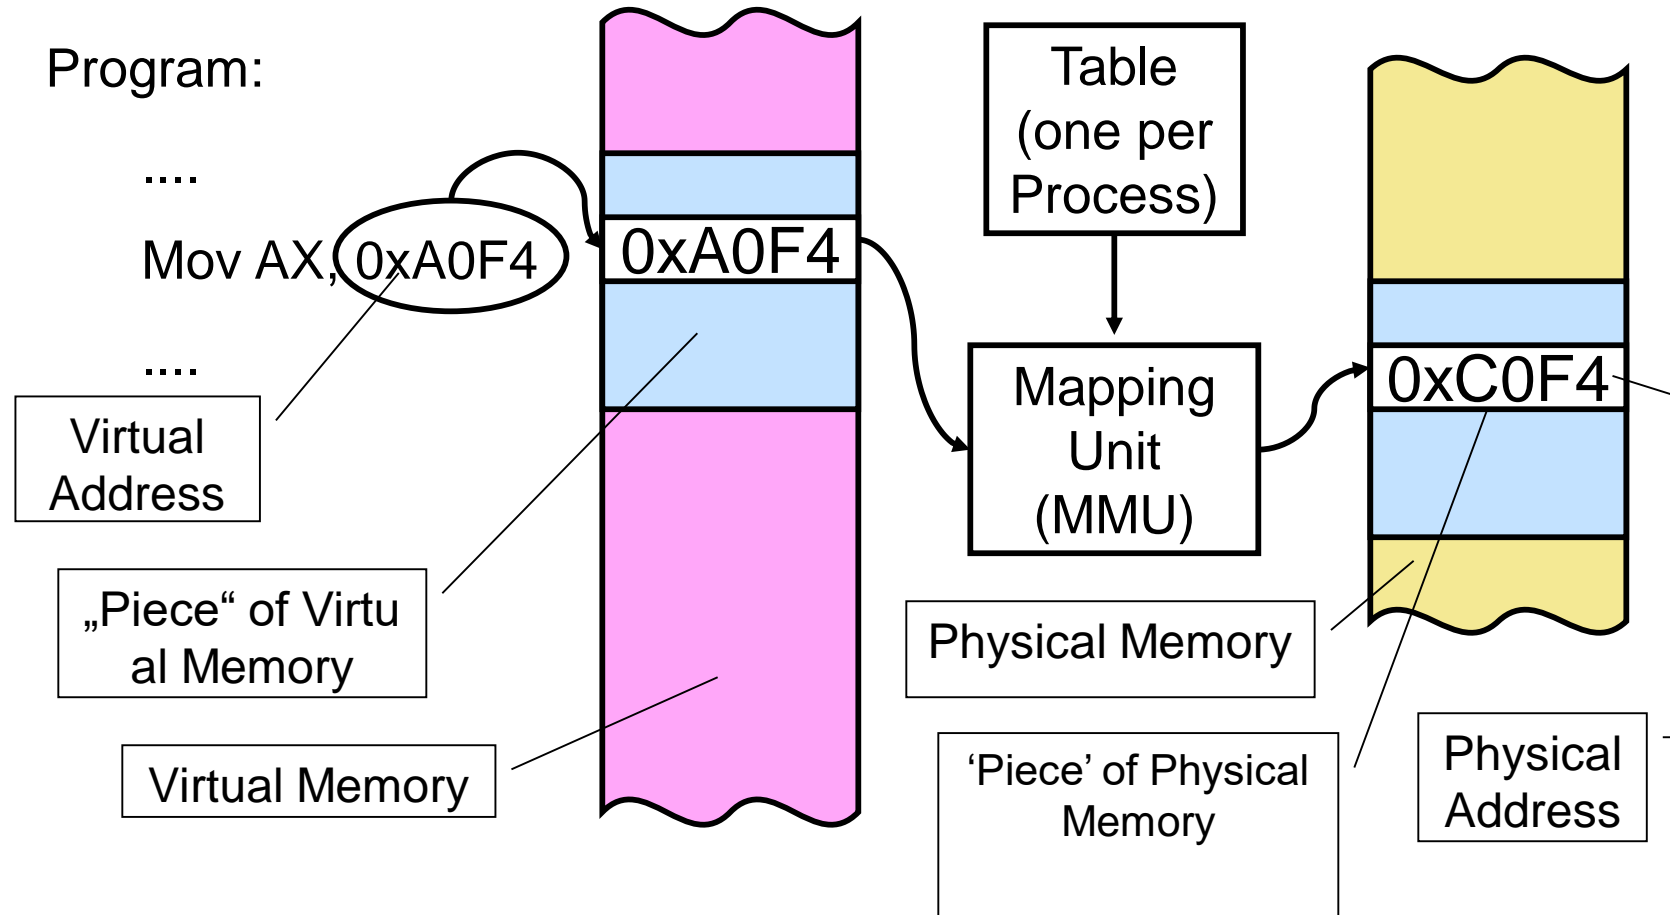 Program:
....
Mov AX, 0xA0F4
....
Virtual
Address
„Piece“ of Virtu
al Memory
Virtual Memory
0xA0F4
Table
(one per
Process)
Mapping
Unit
(MMU)
0xC0F4
Physical Memory
‘Piece’ of Physical
Memory
Physical
Address